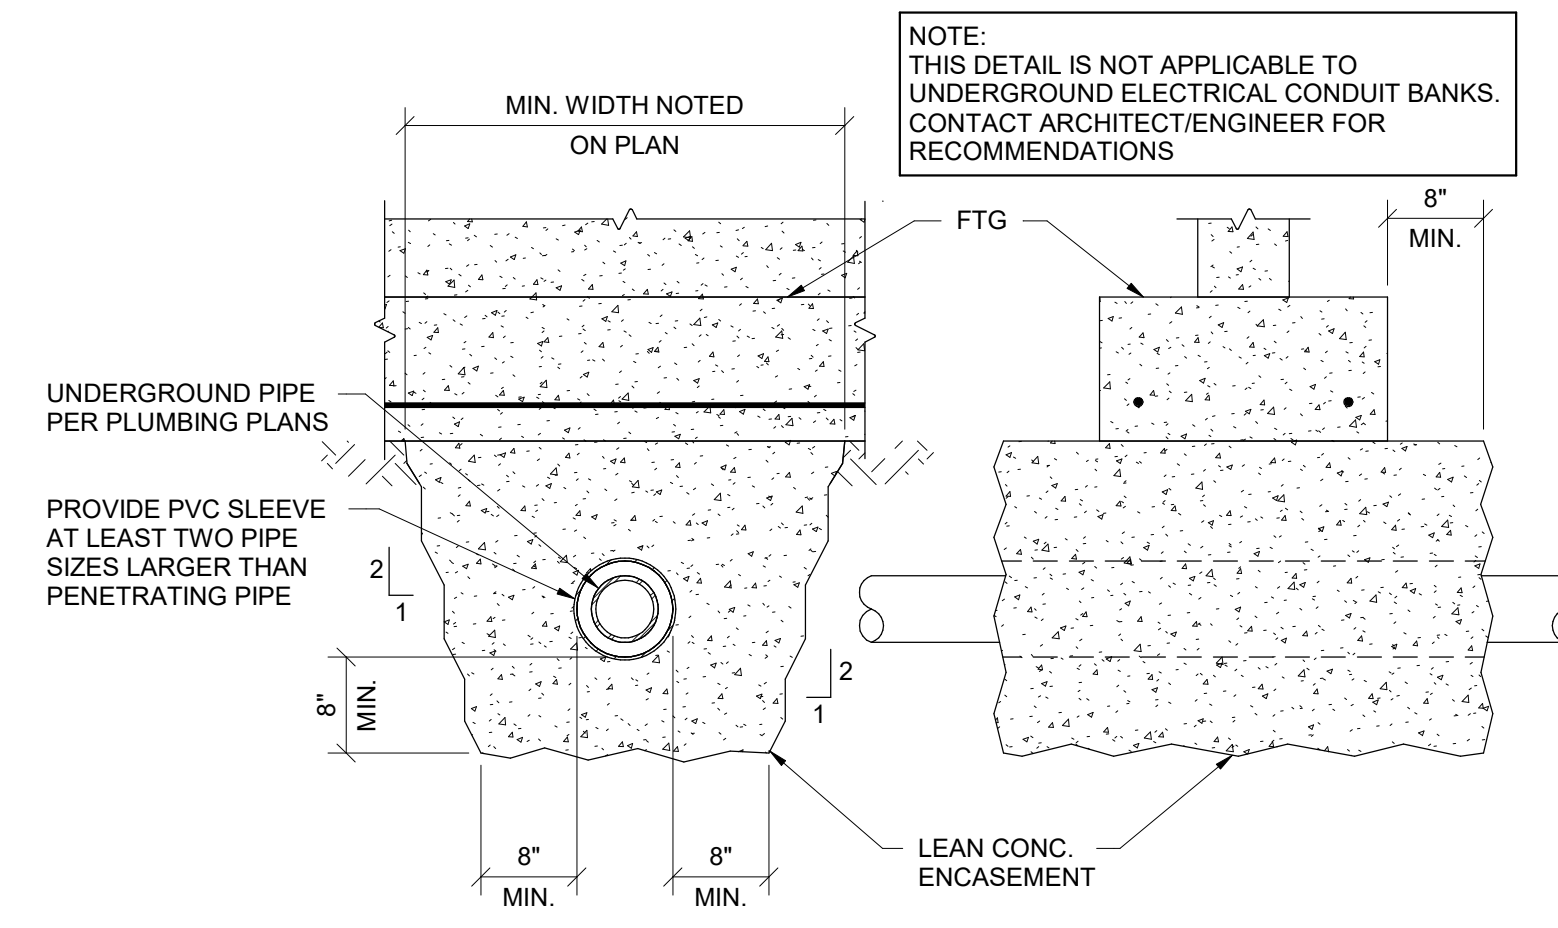 NOTE:
THIS DETAIL IS NOT APPLICABLE TO
UNDERGROUND ELECTRICAL CONDUIT BANKS.
CONTACT ARCHITECT/ENGINEER FOR
RECOMMENDATIONS
MIN. WIDTH NOTED
ON PLAN
FTG
8"
MIN.
UNDERGROUND PIPE
PER PLUMBING PLANS
PROVIDE PVC SLEEVE
AT LEAST TWO PIPE
SIZES LARGER THAN
PENETRATING PIPE
2
1
2
1
8"
MIN.
8"
MIN.
8"
MIN.
LEAN CONC.
ENCASEMENT